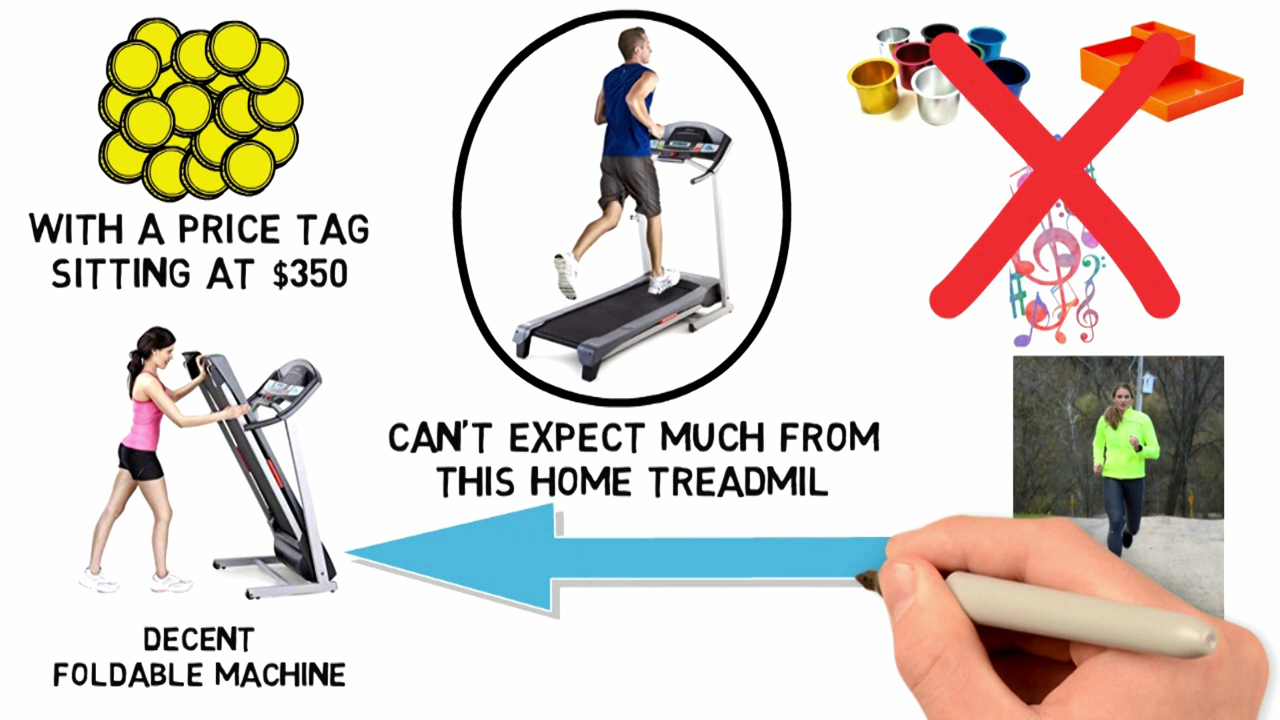 WITH A PRICE TAG
SITTING AT $350
CAN'T EXPECT MUCH FROM
THIS HOME TREADMIL
DECENT
FOLDABLE MACHINE